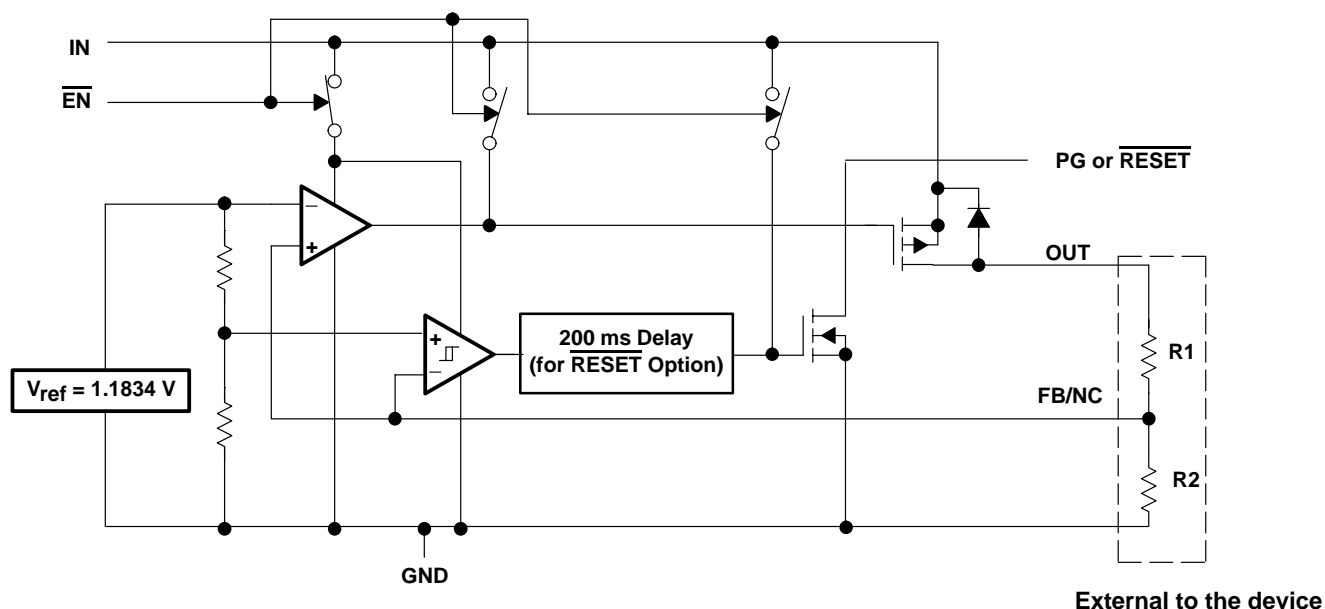 IN
EN
PG or RESET
OUT
200 ms Delay
(for RESET Option)
R1
Vref = 1.1834 V
FB/NC
R2
GND
External to the device